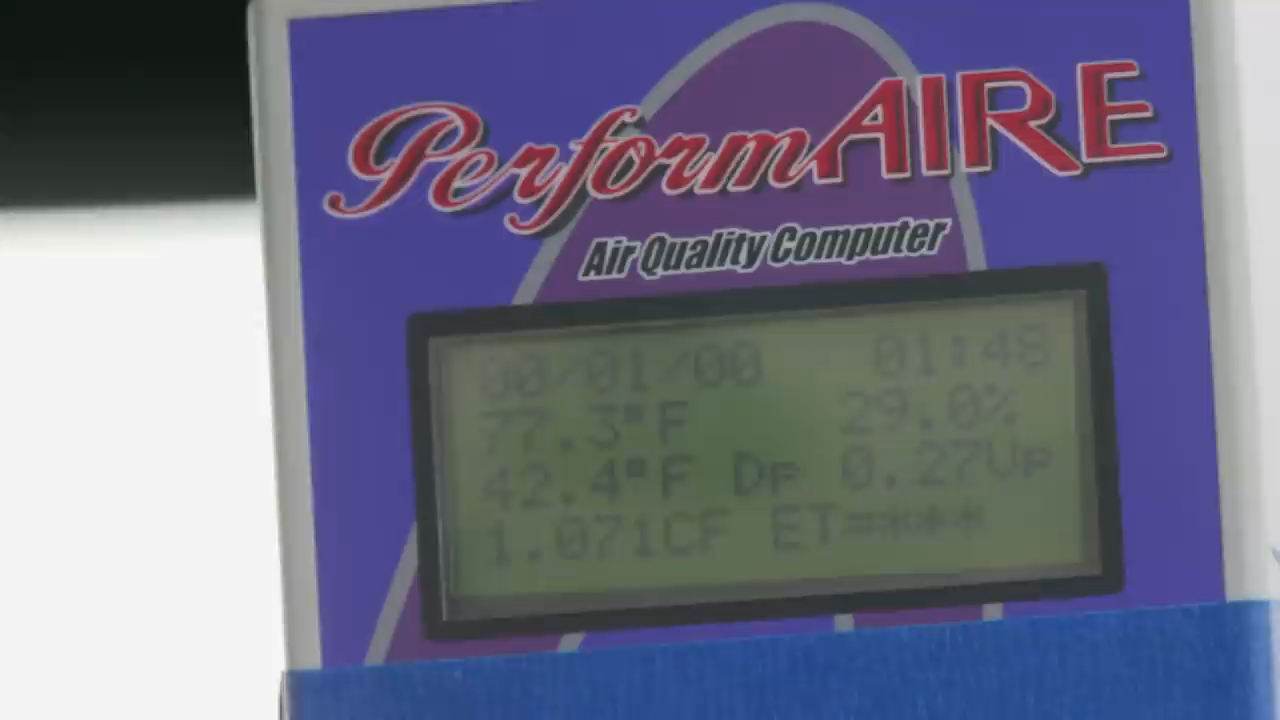 PerformAIRE
Air Quality Computer
00/01/00 01:48
77.3°F 29.0%
42.4°F Dp 0.27Vp
1.071CF ET=***